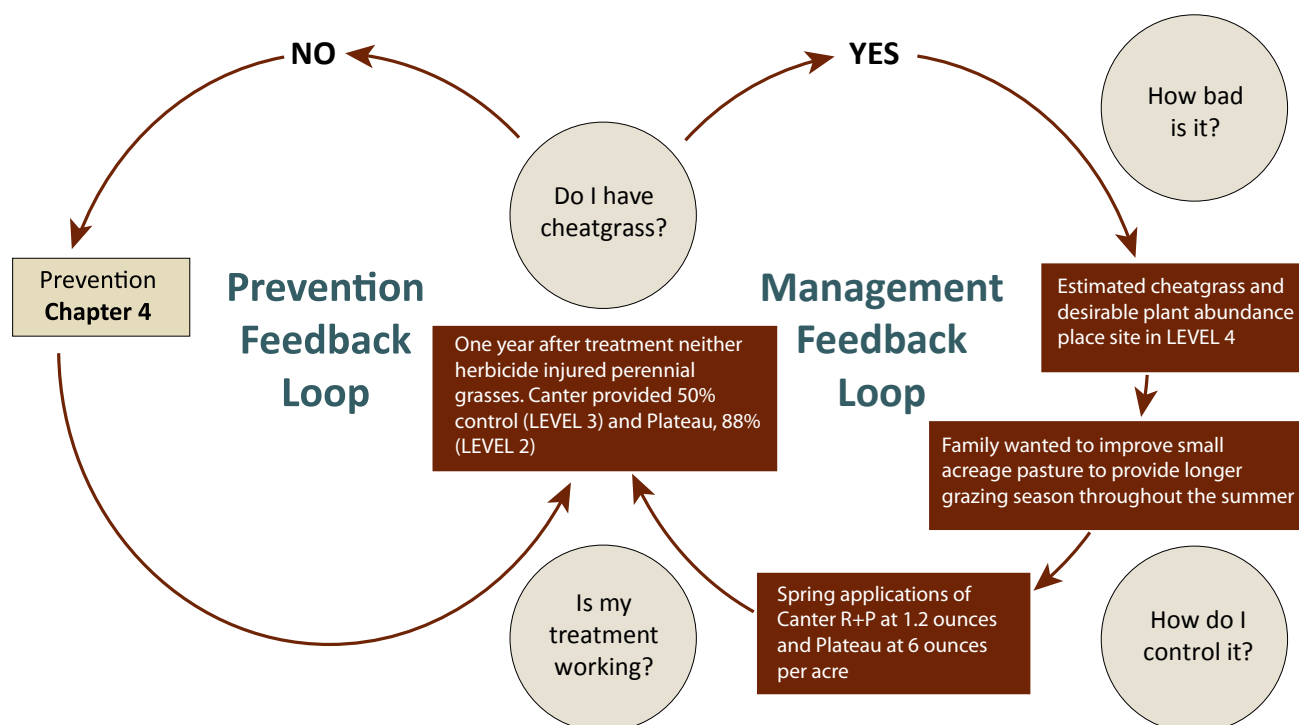 NO
YES
How bad
is it?
Do I have
cheatgrass?
Prevention
Chapter 4
Prevention
Feedback
Loop
Management
Feedback
Loop
Estimated cheatgrass and
desirable plant abundance
place site in LEVEL 4
One year after treatment neither
herbicide injured perennial
grasses. Canter provided 50%
control (LEVEL 3) and Plateau, 88%
(LEVEL 2)
Family wanted to improve small
acreage pasture to provide longer
grazing season throughout the summer
Is my
treatment
working?
Spring applications of
Canter R+P at 1.2 ounces
and Plateau at 6 ounces
per acre
How do I
control it?